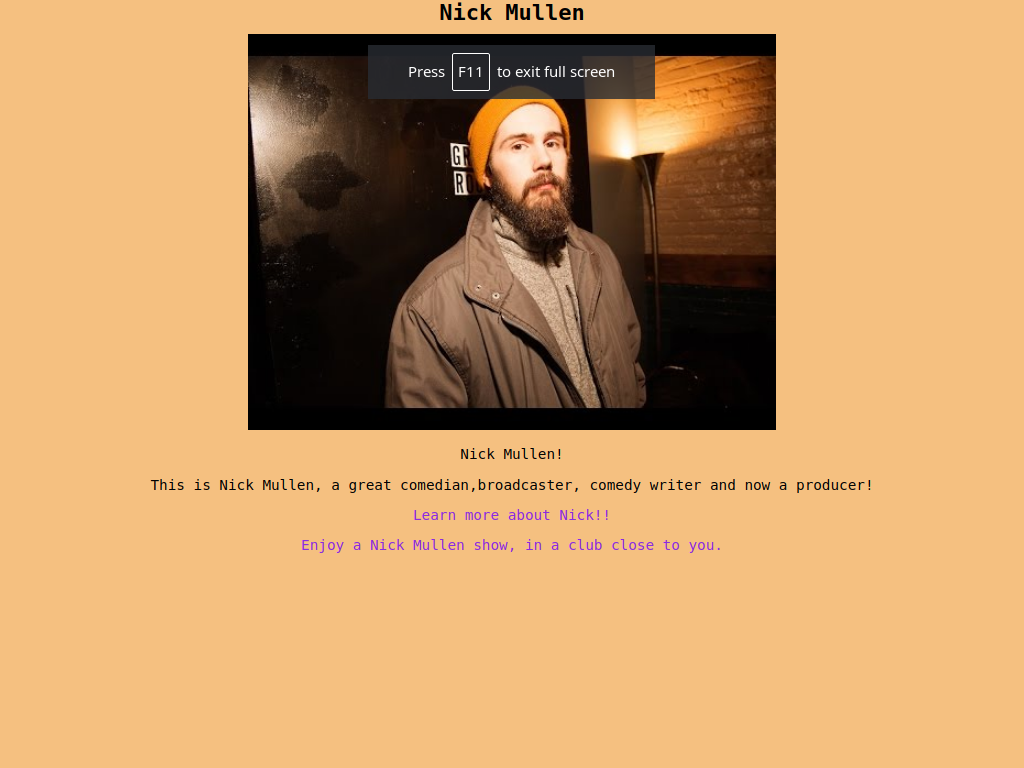 Nick Mullen
Press F11 to exit full screen
GR
RO
Nick Mullen!
This is Nick Mullen, a great comedian,broadcaster, comedy writer and now a producer!
Learn more about Nick!!
Enjoy a Nick Mullen show, in a club close to you.